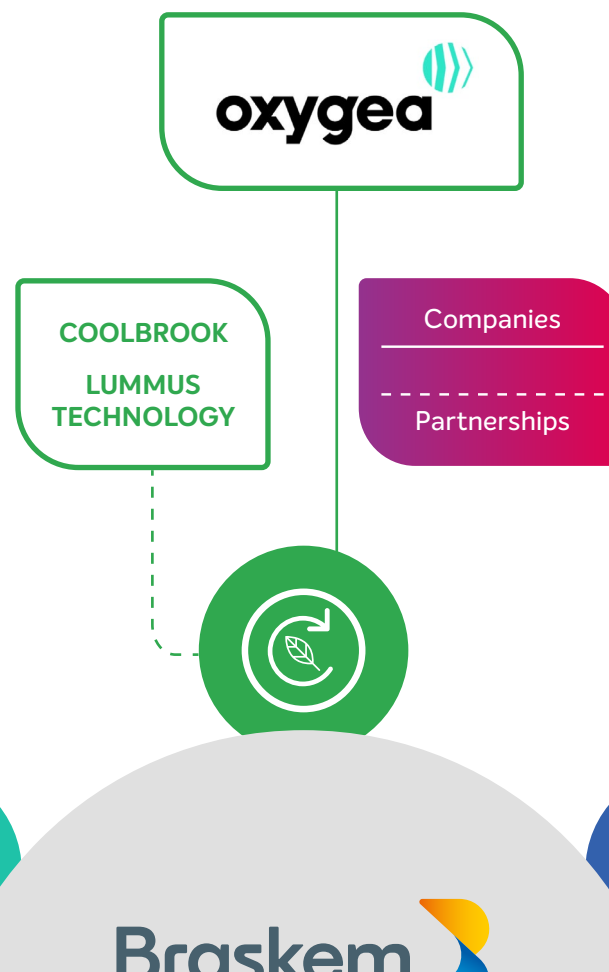 oxygea
COOLBROOK
LUMMUS
TECHNOLOGY
Companies
Partnerships
Braskem